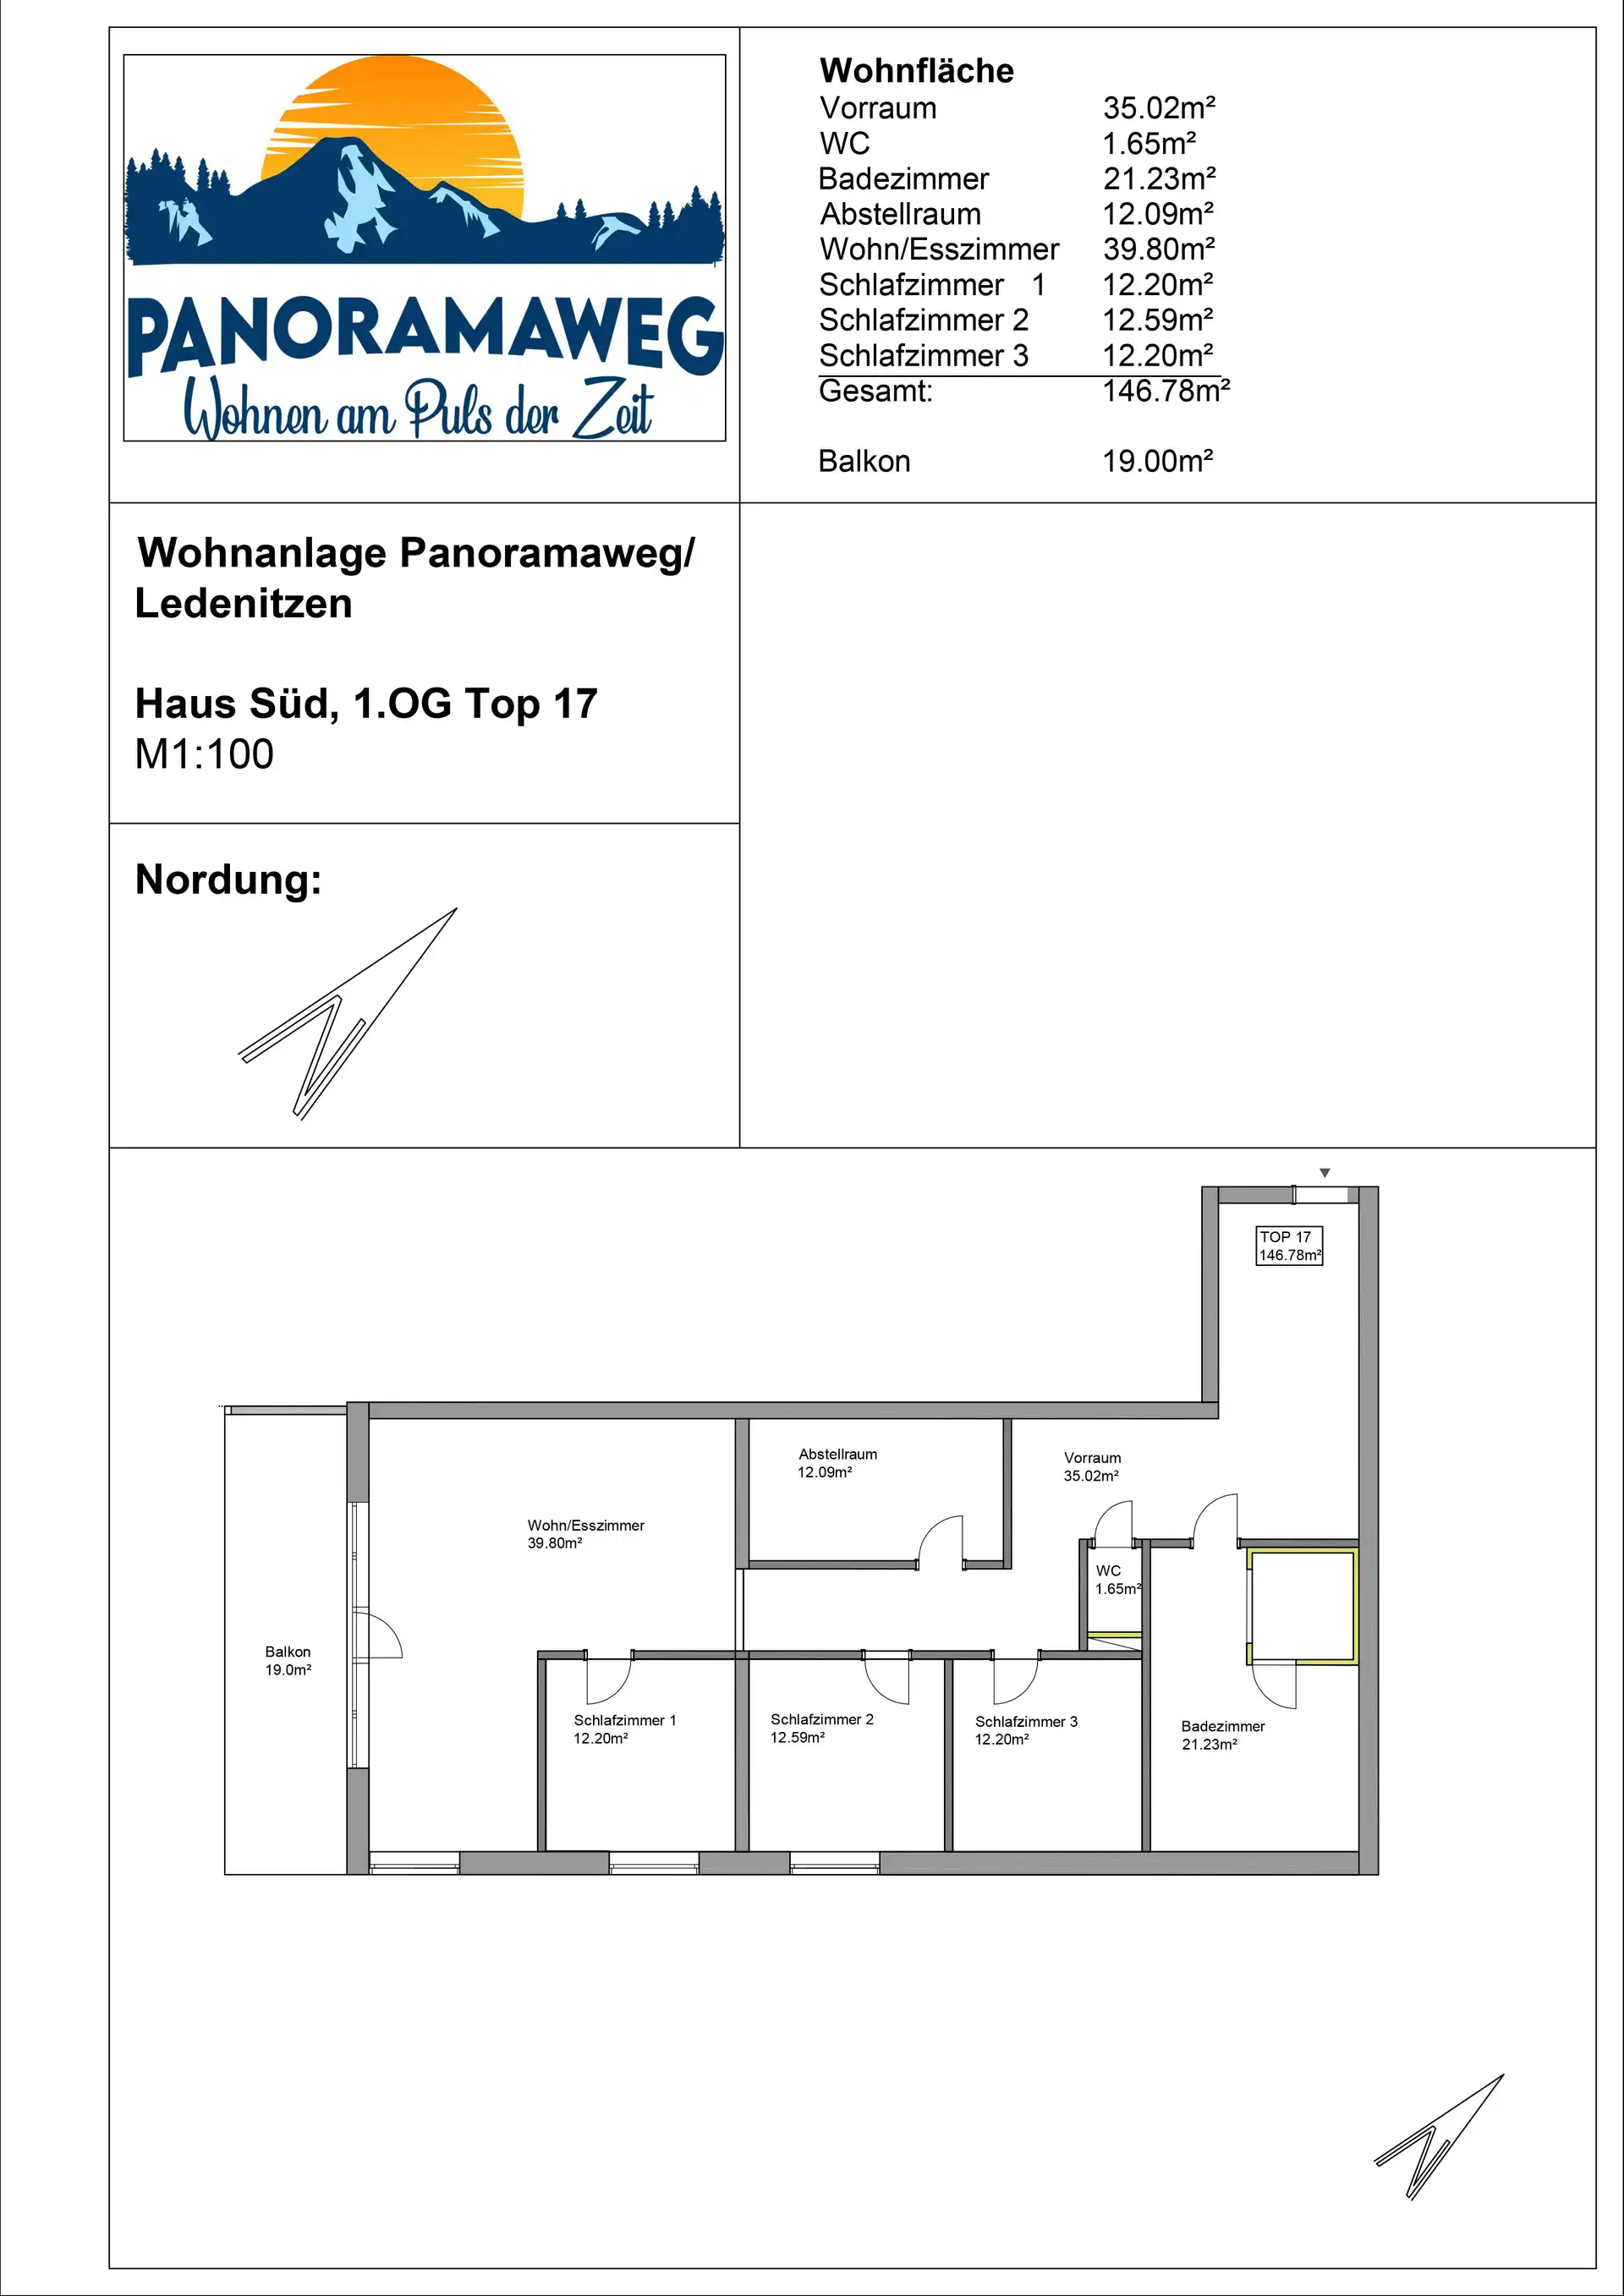 PANORAMAWEG
Wohnen am Puls der Zeit
Wohnfläche
Vorraum 35.02m²
WC 1.65m²
Badezimmer 21.23m²
Abstellraum 12.09m²
Wohn/Esszimmer 39.80m²
Schlafzimmer 1 12.20m²
Schlafzimmer 2 12.59m²
Schlafzimmer 3 12.20m²
Gesamt: 146.78m²
Balkon 19.00m²
Wohnanlage Panoramaweg/
Ledenitzen
Haus Süd, 1.OG Top 17
M1:100
Nordung:
N
TOP 17
146.78m²
Abstellraum
12.09m²
Vorraum
35.02m²
Wohn/Esszimmer
39.80m²
WC
1.65m²
Balkon
19.0m²
Schlafzimmer 1
12.20m²
Schlafzimmer 2
12.59m²
Schlafzimmer 3
12.20m²
Badezimmer
21.23m²
N